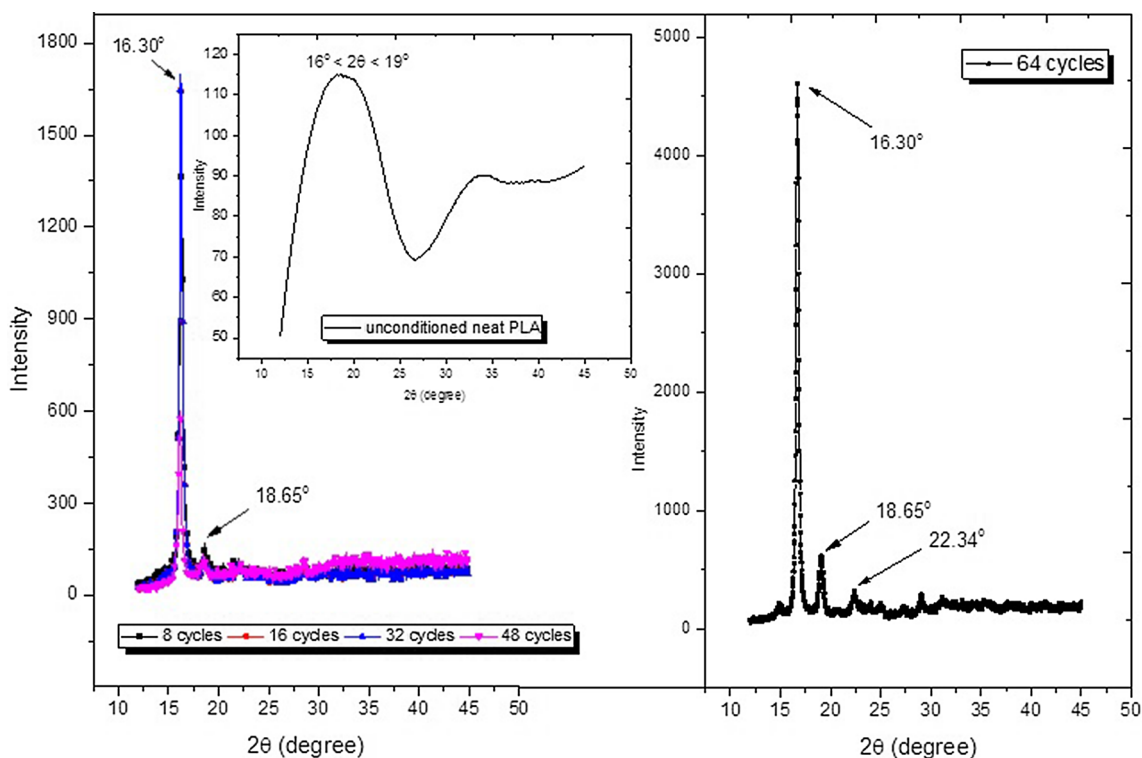 1800
1500
1200
900
600
300
0
Intensity
16.30°
18.65°
120
110
100
90
80
70
60
50
Intensity
16° < 2θ < 19°
unconditioned neat PLA
10 15 20 25 30 35 40 45 50
2θ (degree)
8 cycles 16 cycles 32 cycles 48 cycles
10 15 20 25 30 35 40 45 50
2θ (degree)
5000
4000
3000
2000
1000
0
Intensity
64 cycles
16.30°
18.65°
22.34°
10 15 20 25 30 35 40 45 50
2θ (degree)